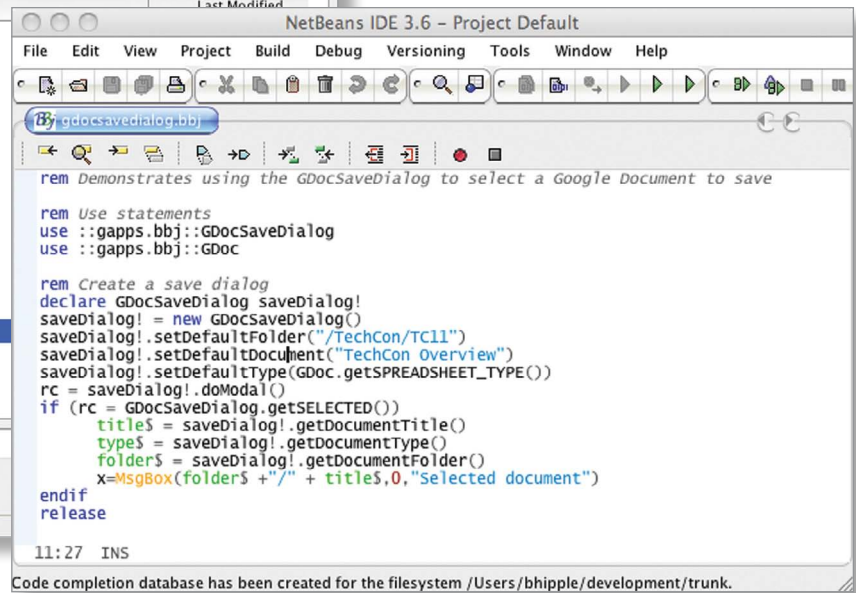 Last Modified
NetBeans IDE 3.6 - Project Default
File Edit View Project Build Debug Versioning Tools Window Help
BBj gdocsavedialog.bbj
rem Demonstrates using the GDocSaveDialog to select a Google Document to save
rem Use statements
use ::gapps.bbj::GDocSaveDialog
use ::gapps.bbj::GDoc
rem Create a save dialog
declare GDocSaveDialog saveDialog!
saveDialog! = new GDocSaveDialog()
saveDialog!.setDefaultFolder("/TechCon/TC11")
saveDialog!.setDefaultDocument("TechCon Overview")
saveDialog!.setDefaultType(GDoc.getSPREADSHEET_TYPE())
rc = saveDialog!.doModal()
if (rc = GDocSaveDialog.getSELECTED())
title$ = saveDialog!.getDocumentTitle()
type$ = saveDialog!.getDocumentType()
folder$ = saveDialog!.getDocumentFolder()
x=MsgBox(folder$ +"/" + title$,0,"Selected document")
endif
release
11:27 INS
Code completion database has been created for the filesystem /Users/bhipple/development/trunk.